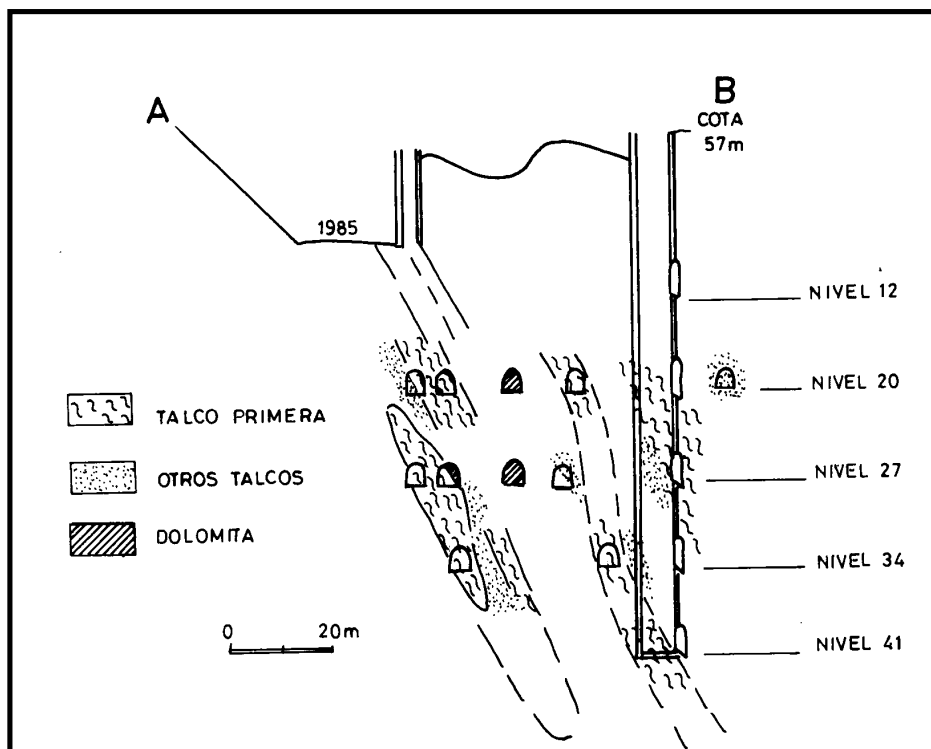 A
B
COTA
57m
1985
NIVEL 12
NIVEL 20
TALCO PRIMERA
OTROS TALCOS
NIVEL 27
DOLOMITA
NIVEL 34
0 20m
NIVEL 41